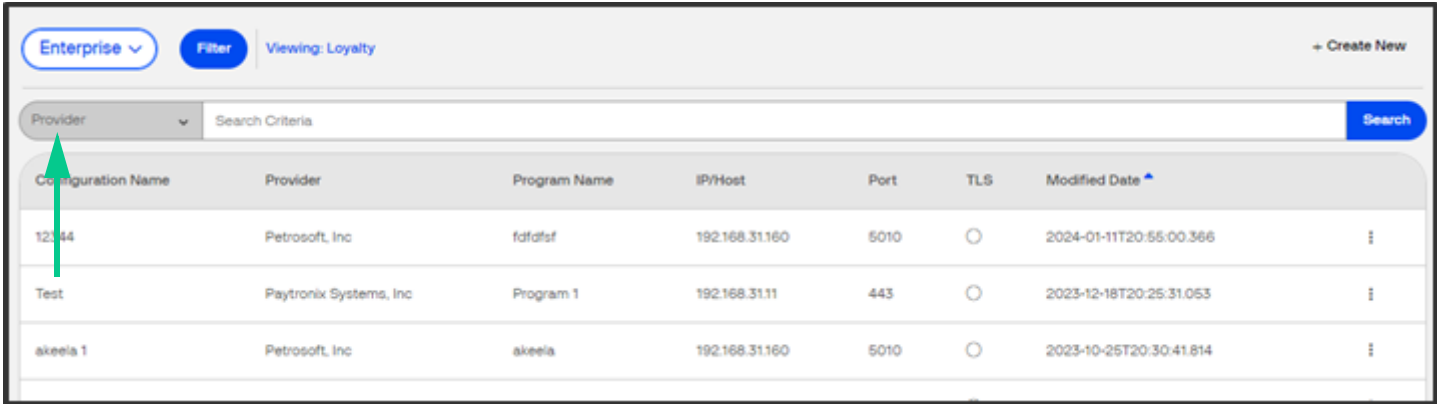 Enterprise Filter Viewing: Loyalty + Create New
Provider Search Criteria Search
Configuration Name Provider Program Name IP/Host Port TLS Modified Date
12344 Petrosoft, Inc fdfdfsf 192.168.31.160 5010 2024-01-11T20:55:00.366
Test Paytronix Systems, Inc Program 1 192.168.31.11 443 2023-12-18T20:25:31.053
akeela 1 Petrosoft, Inc akeela 192.168.31.160 5010 2023-10-25T20:30:41.814